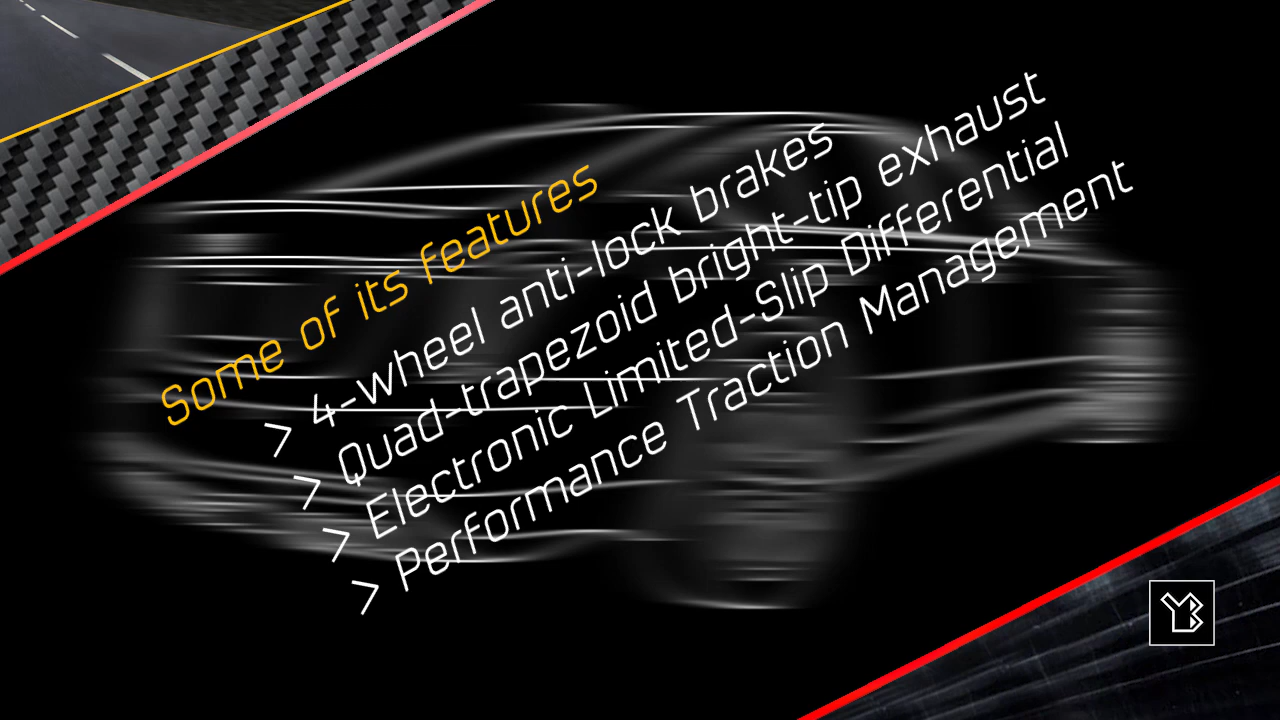 Some of its features
> 4-wheel anti-lock brakes
> Quad-trapezoid bright-tip exhaust
> Electronic Limited-Slip Differential
> Performance Traction Management
YB